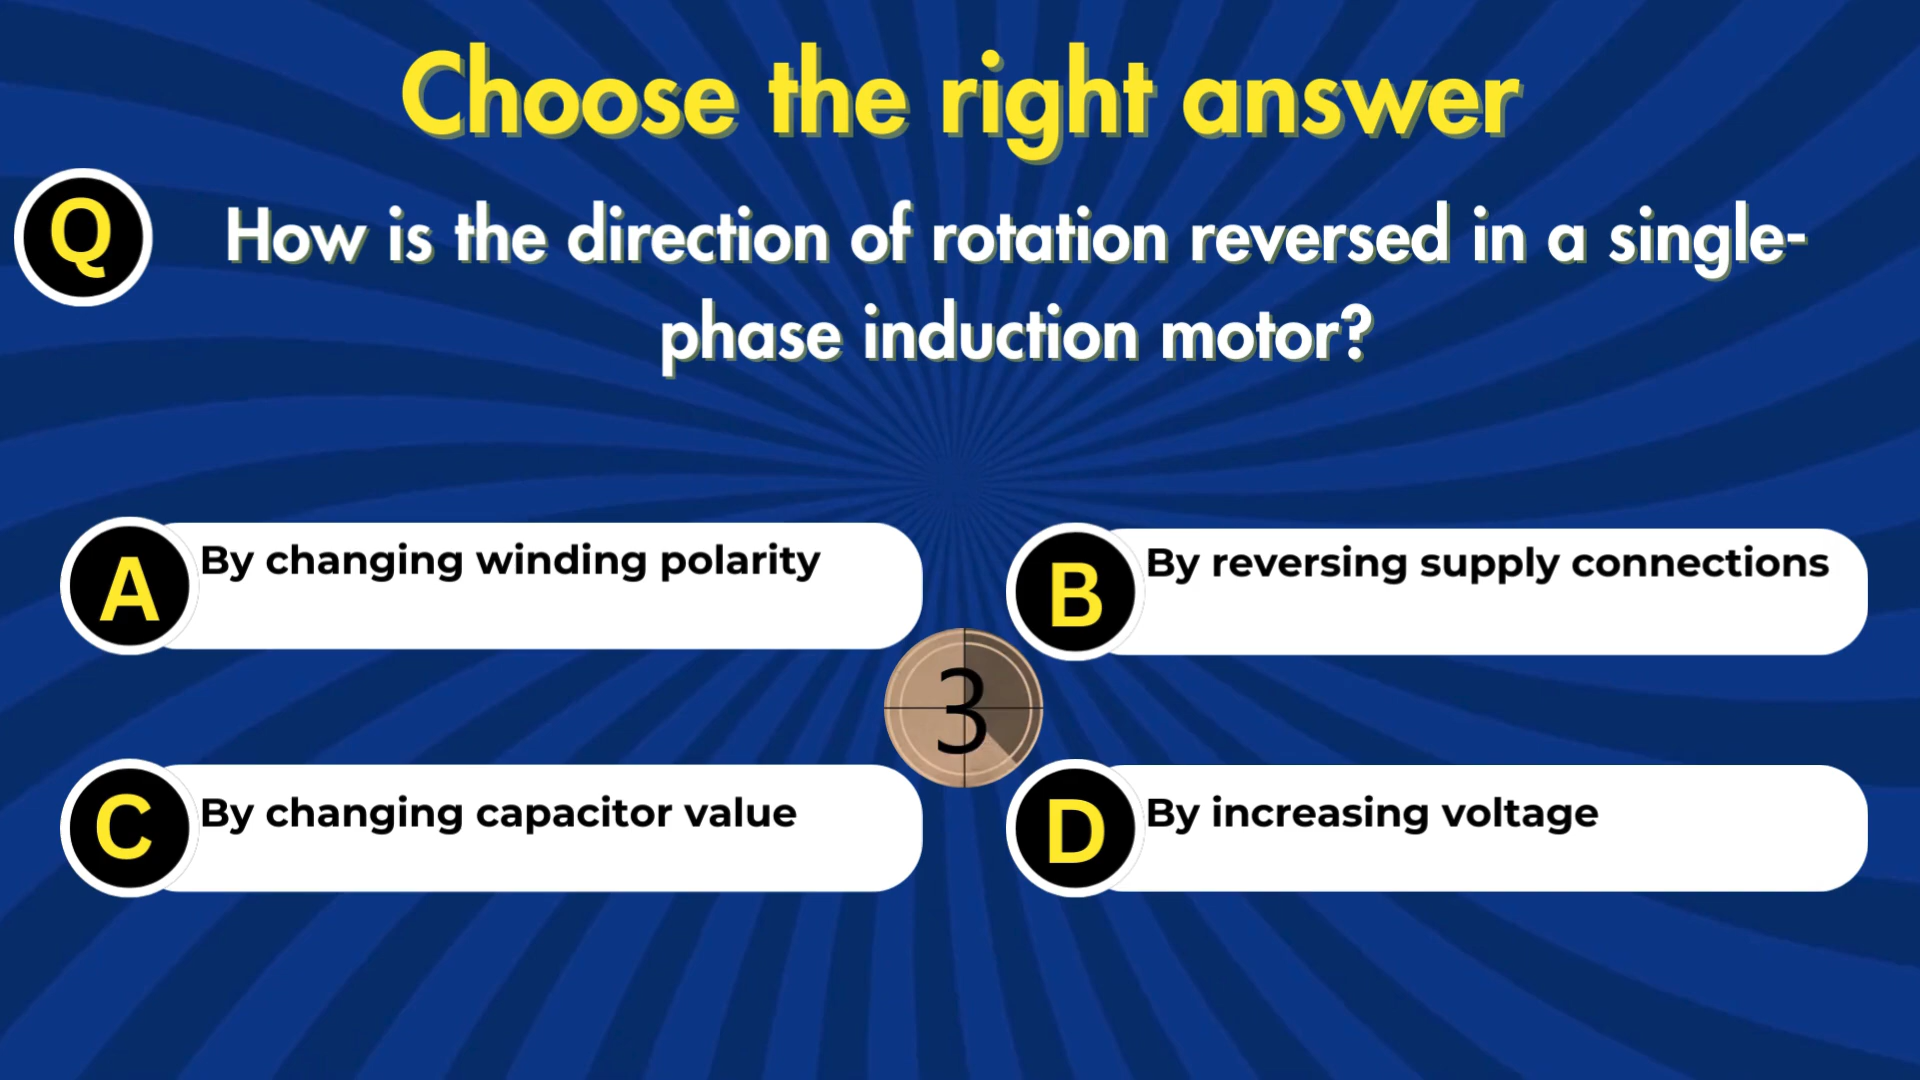 Choose the right answer
Q
How is the direction of rotation reversed in a single-
phase induction motor?
A
By changing winding polarity
B
By reversing supply connections
3
C
By changing capacitor value
D
By increasing voltage